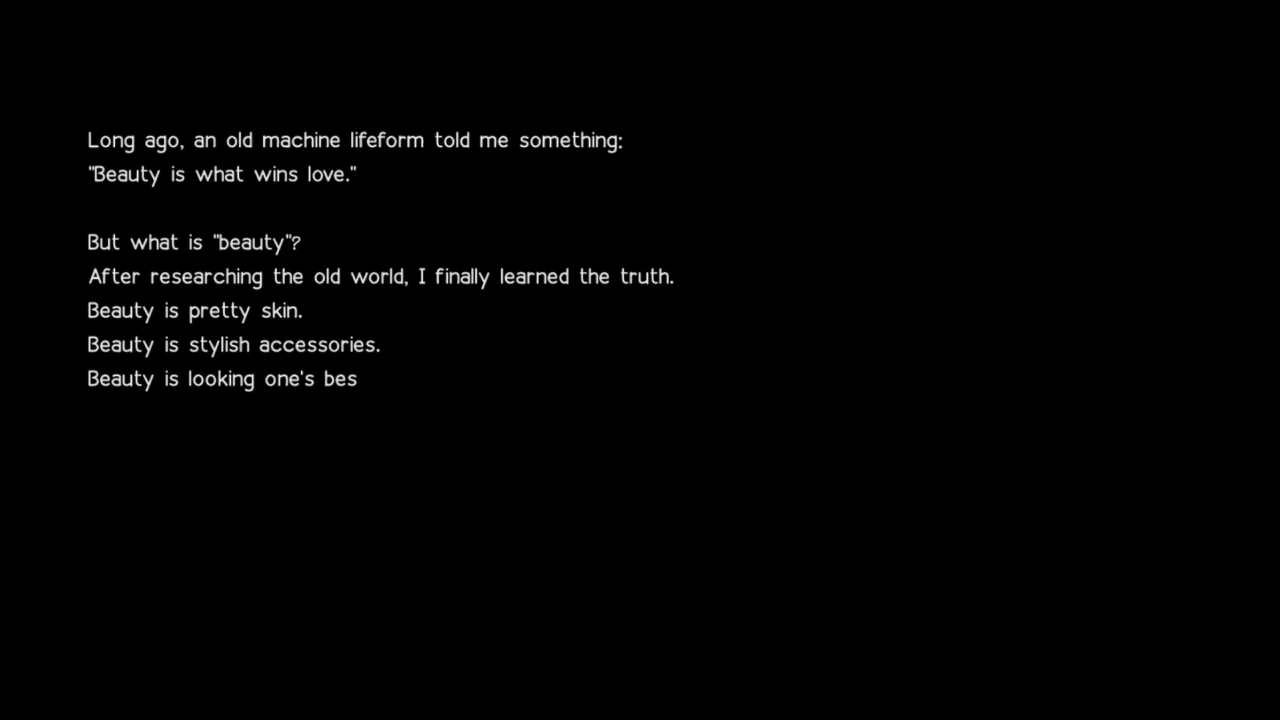 Long ago, an old machine lifeform told me something:
"Beauty is what wins love."
But what is "beauty"?
After researching the old world, I finally learned the truth.
Beauty is pretty skin.
Beauty is stylish accessories.
Beauty is looking one's bes